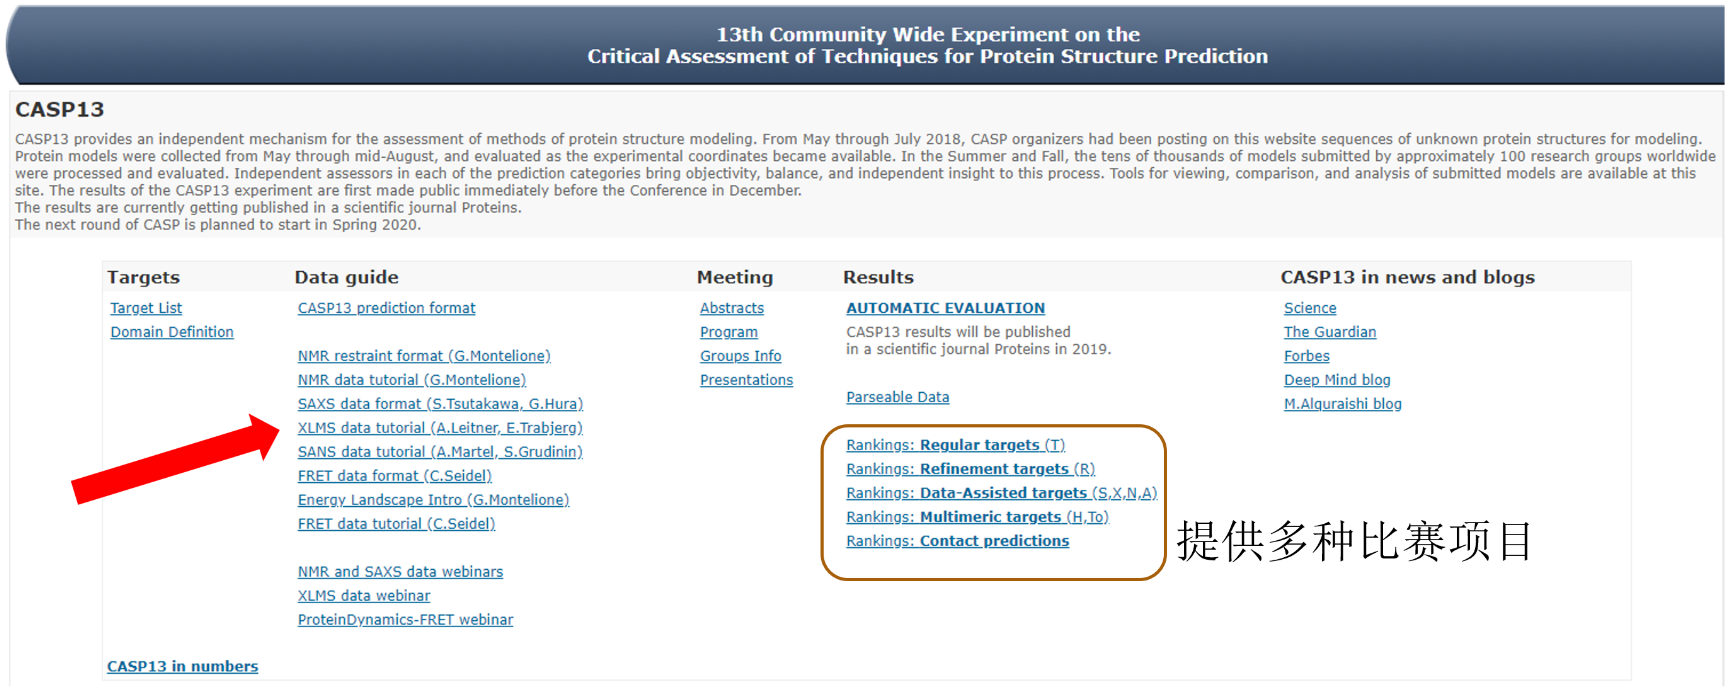 13th Community Wide Experiment on the
Critical Assessment of Techniques for Protein Structure Prediction
CASP13
CASP13 provides an independent mechanism for the assessment of methods of protein structure modeling. From May through July 2018, CASP organizers had been posting on this website sequences of unknown protein structures for modeling.
Protein models were collected from May through mid-August, and evaluated as the experimental coordinates became available. In the Summer and Fall, the tens of thousands of models submitted by approximately 100 research groups worldwide
were processed and evaluated. Independent assessors in each of the prediction categories bring objectivity, balance, and independent insight to this process. Tools for viewing, comparison, and analysis of submitted models are available at this
site. The results of the CASP13 experiment are first made public immediately before the Conference in December.
The results are currently getting published in a scientific journal Proteins.
The next round of CASP is planned to start in Spring 2020.
Targets
Target List
Domain Definition
CASP13 in numbers
Data guide
CASP13 prediction format
NMR restraint format (G.Montelione)
NMR data tutorial (G.Montelione)
SAXS data format (S.Tsutakawa, G.Hura)
XLMS data tutorial (A.Leitner, E.Trabjerg)
SANS data tutorial (A.Martel, S.Grudinin)
FRET data format (C.Seidel)
Energy Landscape Intro (G.Montelione)
FRET data tutorial (C.Seidel)
NMR and SAXS data webinars
XLMS data webinar
ProteinDynamics-FRET webinar
Meeting
Abstracts
Program
Groups Info
Presentations
Results
AUTOMATIC EVALUATION
CASP13 results will be published
in a scientific journal Proteins in 2019.
Parseable Data
Rankings: Regular targets (T)
Rankings: Refinement targets (R)
Rankings: Data-Assisted targets (S,X,N,A)
Rankings: Multimeric targets (H,To)
Rankings: Contact predictions
提供多种比赛项目
CASP13 in news and blogs
Science
The Guardian
Forbes
Deep Mind blog
M.Alquraishi blog